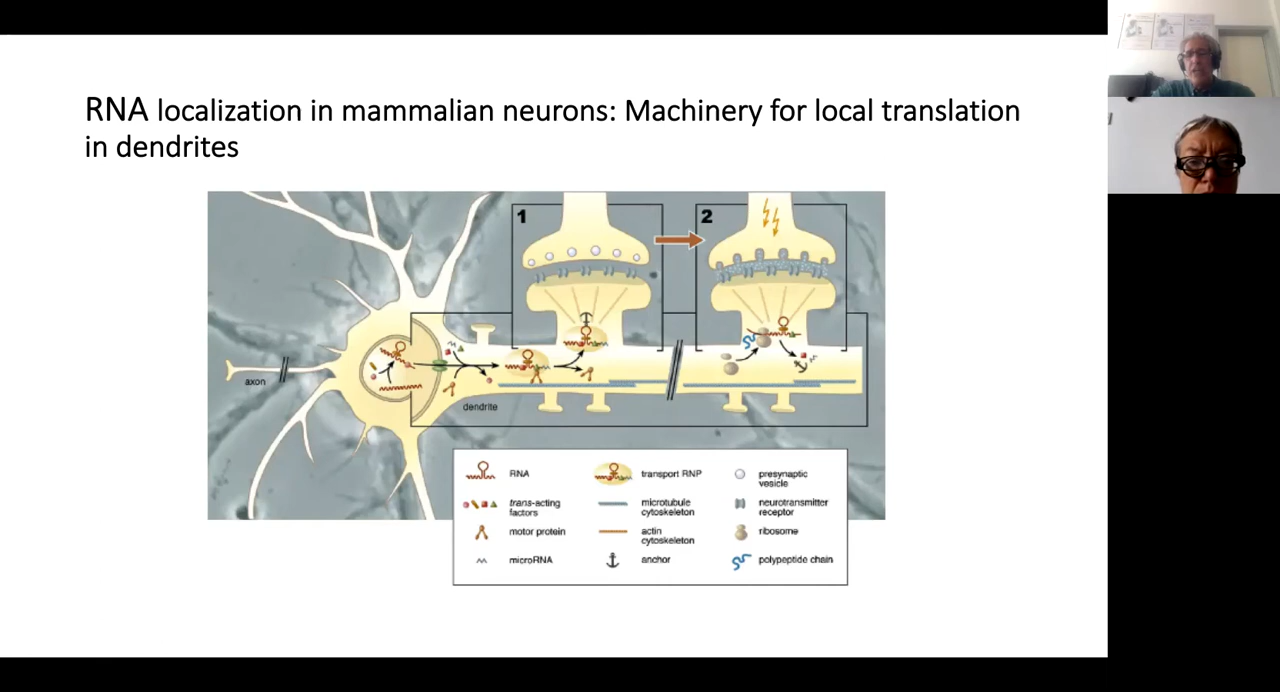 RNA localization in mammalian neurons: Machinery for local translation
in dendrites
1
2
axon
dendrite
RNA
transport RNP
presynaptic
vesicle
trans-acting
factors
microtubule
cytoskeleton
neurotransmitter
receptor
motor protein
actin
cytoskeleton
ribosome
microRNA
anchor
polypeptide chain